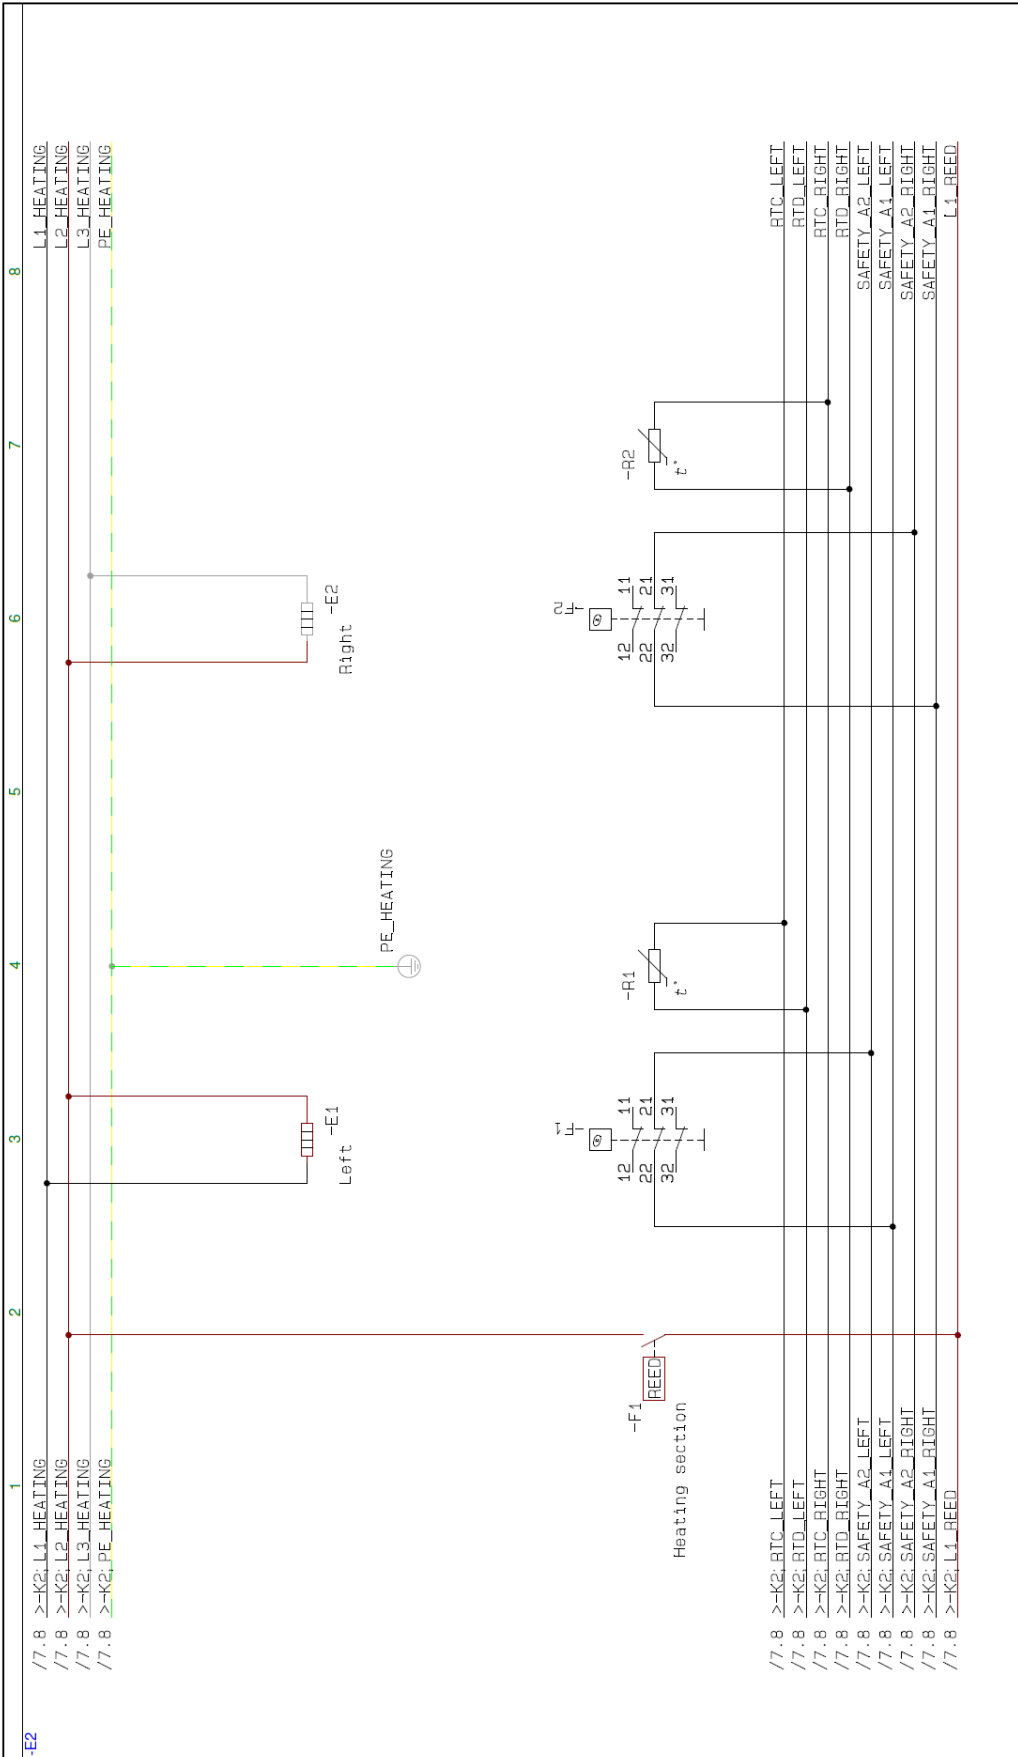 -E2
1
2
3
4
5
6
7
8
/7.8 >-K2; L1_HEATING
L1_HEATING
/7.8 >-K2; L2_HEATING
L2_HEATING
/7.8 >-K2; L3_HEATING
L3_HEATING
/7.8 >-K2; PE_HEATING
PE_HEATING
-E1
Left
PE_HEATING
-E2
Right
-F1
REED
Heating section
-F1
θ
12
11
22
21
32
31
-R1
t°
-F2
θ
12
11
22
21
32
31
-R2
t°
/7.8 >-K2; RTC_LEFT
RTC_LEFT
/7.8 >-K2; RTD_LEFT
RTD_LEFT
/7.8 >-K2; RTC_RIGHT
RTC_RIGHT
/7.8 >-K2; RTD_RIGHT
RTD_RIGHT
/7.8 >-K2; SAFETY_A2_LEFT
SAFETY_A2_LEFT
/7.8 >-K2; SAFETY_A1_LEFT
SAFETY_A1_LEFT
/7.8 >-K2; SAFETY_A2_RIGHT
SAFETY_A2_RIGHT
/7.8 >-K2; SAFETY_A1_RIGHT
SAFETY_A1_RIGHT
/7.8 >-K2; L1_REED
L1_REED